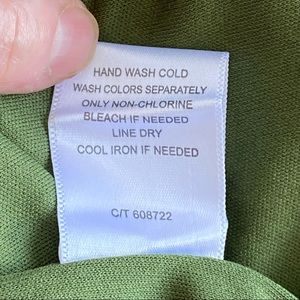 HAND WASH COLD
WASH COLORS SEPARATELY
ONLY NON-CHLORINE
BLEACH IF NEEDED
LINE DRY
COOL IRON IF NEEDED
C/T 608722